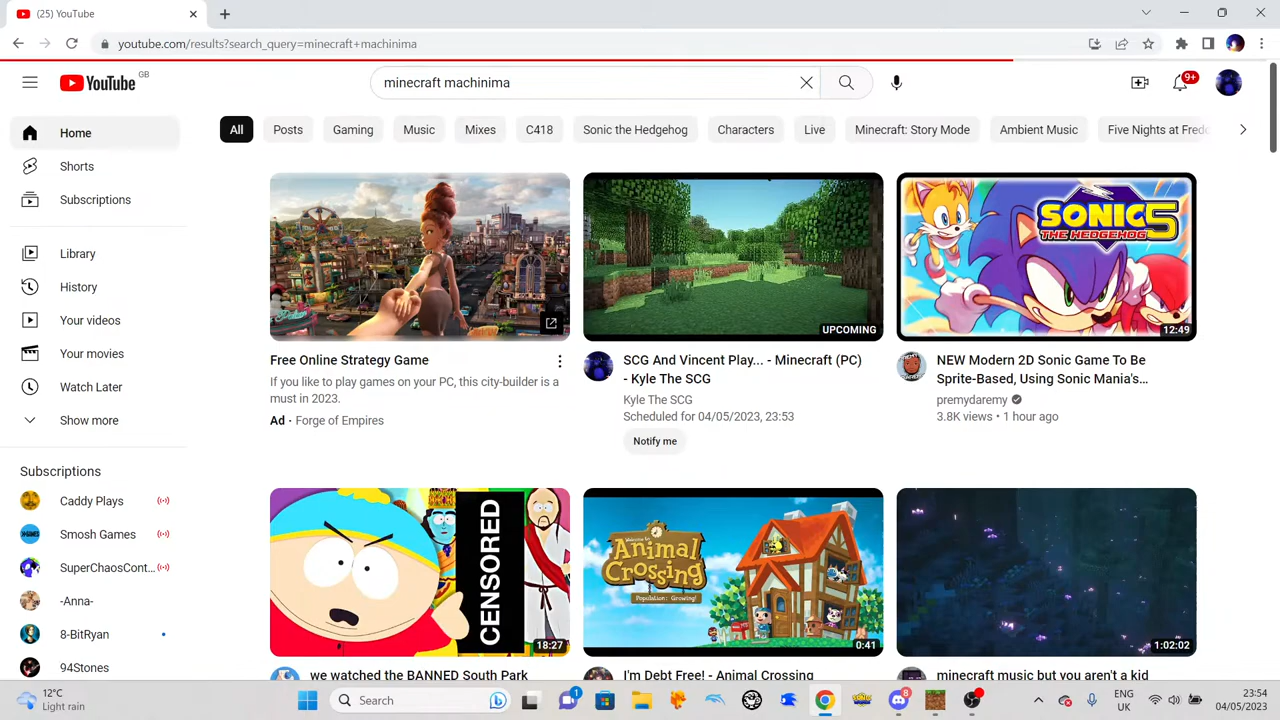 (25) YouTube
youtube.com/results?search_query=minecraft+machinima
YouTube GB
minecraft machinima
9+
Home
Shorts
Subscriptions
Library
History
Your videos
Your movies
Watch Later
Show more
Subscriptions
Caddy Plays
Smosh Games
SuperChaosCont...
-Anna-
8-BitRyan
94Stones
All
Posts
Gaming
Music
Mixes
C418
Sonic the Hedgehog
Characters
Live
Minecraft: Story Mode
Ambient Music
Five Nights at Fredd
Free Online Strategy Game
If you like to play games on your PC, this city-builder is a
must in 2023.
Ad · Forge of Empires
UPCOMING
SCG And Vincent Play... - Minecraft (PC)
- Kyle The SCG
Kyle The SCG
Scheduled for 04/05/2023, 23:53
Notify me
SONIC
THE HEDGEHOG 5
12:49
NEW Modern 2D Sonic Game To Be
Sprite-Based, Using Sonic Mania's...
premydaremy
3.8K views • 1 hour ago
CENSORED
18:27
we watched the BANNED South Park
Welcome to
Animal
Crossing
Population: Growing!
0:41
I'm Debt Free! - Animal Crossing
1:02:02
minecraft music but you aren't a kid
12°C
Light rain
Search
1
8
ENG
UK
23:54
04/05/2023